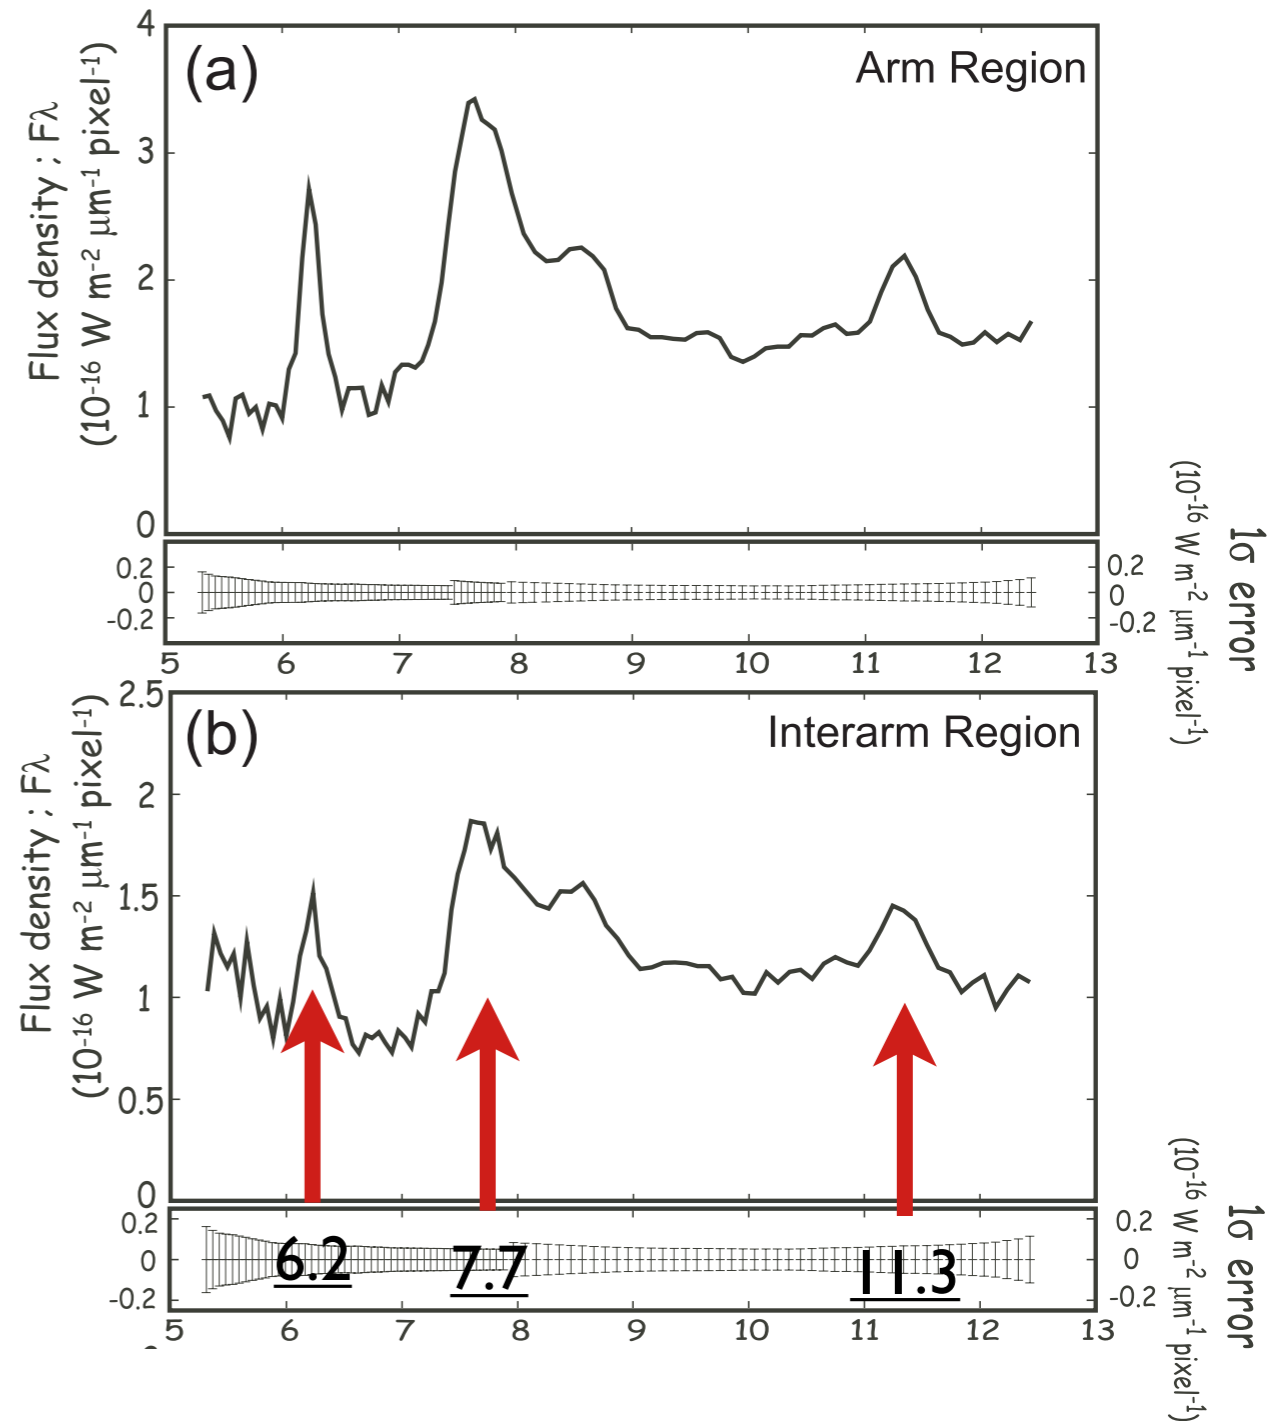 4
(a)
Arm Region
3
2
1
0
Flux density ; Fλ
(10-16 W m-2 μm-1 pixel-1)
0.2
0
-0.2
0.2
0
-0.2
1σ error
(10-16 W m-2 μm-1 pixel-1)
5 6 7 8 9 10 11 12 13
2.5
(b)
Interarm Region
2
1.5
1
0.5
0
Flux density ; Fλ
(10-16 W m-2 μm-1 pixel-1)
0.2
0
-0.2
6.2
7.7
11.3
0.2
0
-0.2
1σ error
(10-16 W m-2 μm-1 pixel-1)
5 6 7 8 9 10 11 12 13